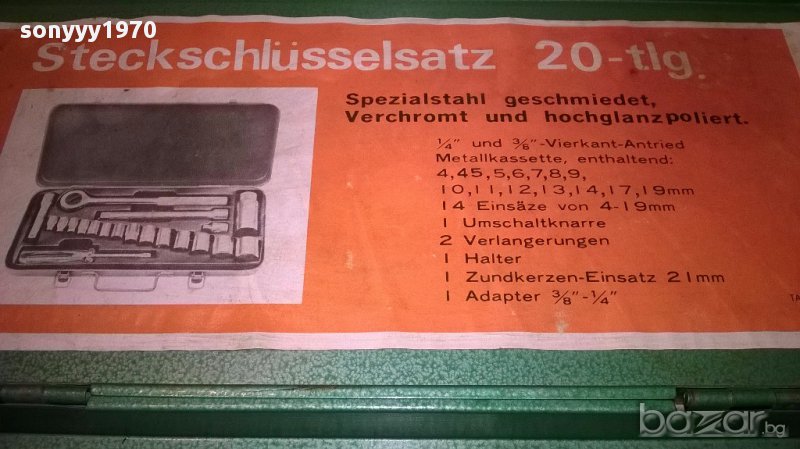 sonyyy1970
Steckschlüsselsatz 20-tlg.
Spezialstahl geschmiedet,
Verchromt und hochglanzpoliert.
1/4" und 3/8"-Vierkant-Antried
Metallkassette, enthaltend:
4,45,5,6,7,8,9,
10,11,12,13,14,17,19mm
14 Einsäze von 4-19mm
1 Umschaltknarre
2 Verlangerungen
1 Halter
1 Zundkerzen-Einsatz 21mm
1 Adapter 3/8"-1/4"
TA
bazar.bg